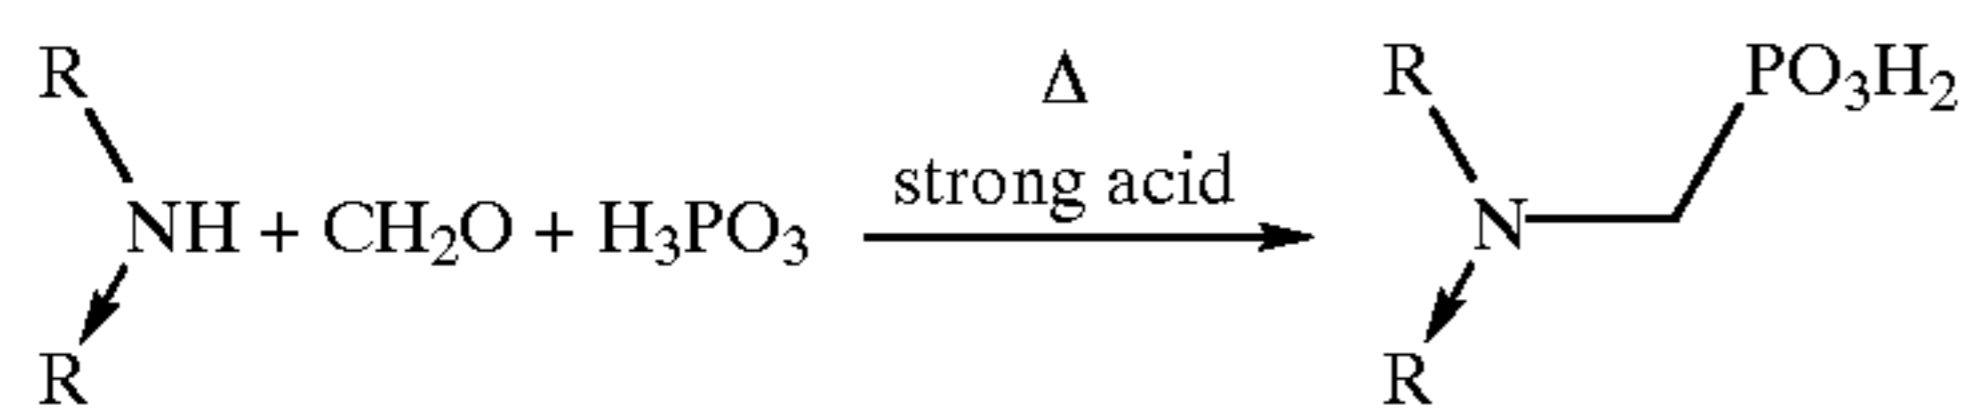 R
NH + CH₂O + H₃PO₃
R
Δ
strong acid
R
PO₃H₂
N
R